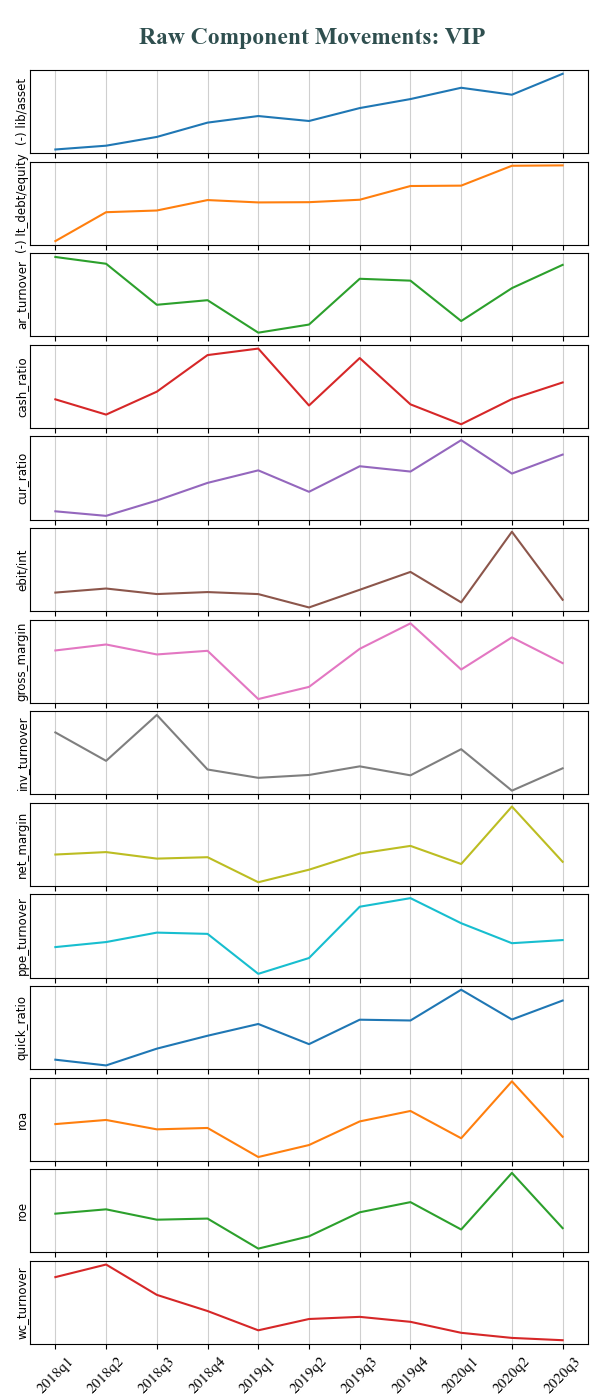 Raw Component Movements: VIP
(-) lib/asset
(-) lt_debt/equity
ar_turnover
cash_ratio
cur_ratio
ebit/int
gross_margin
inv_turnover
net_margin
ppe_turnover
quick_ratio
roa
roe
wc_turnover
2018q1 2018q2 2018q3 2018q4 2019q1 2019q2 2019q3 2019q4 2020q1 2020q2 2020q3